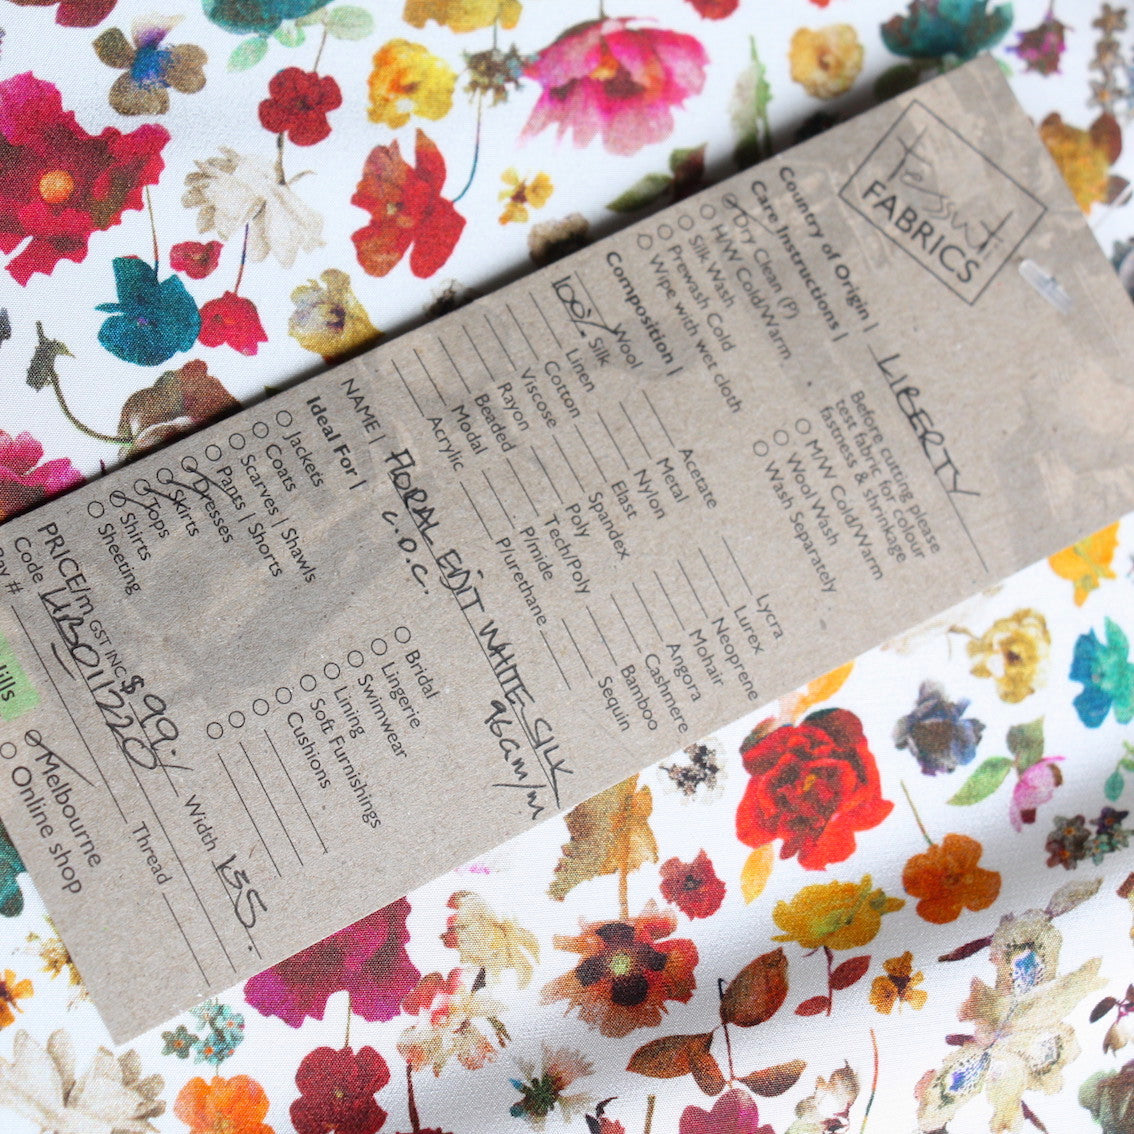 Tessuti
FABRICS
Country of Origin | LIBERTY
Care Instructions |
Dry Clean (P)
H/W Cold/Warm
Silk Wash
Prewash Cold
Wipe with wet cloth
Before cutting please
test fabric for colour
fastness & shrinkage
M/W Cold/Warm
Wool Wash
Wash Separately
Composition |
Wool
100% Silk
Linen
Cotton
Viscose
Rayon
Beaded
Modal
Acrylic
Acetate
Metal
Nylon
Elast
Spandex
Poly
Tech/Poly
P/mide
P/urethane
Lycra
Lurex
Neoprene
Mohair
Angora
Cashmere
Bamboo
Sequin
NAME | FLORAL EDIT WHITE SILK
C.D.C. 96GM/M
Ideal For |
Jackets
Coats
Scarves | Shawls
Pants | Shorts
Dresses
Skirts
Tops
Shirts
Sheeting
Bridal
Lingerie
Swimwear
Lining
Soft Furnishings
Cushions
PRICE/m GST INC $99. Width 135.
Code LIB011220 Thread
Bay #
Hills
Melbourne
Online shop